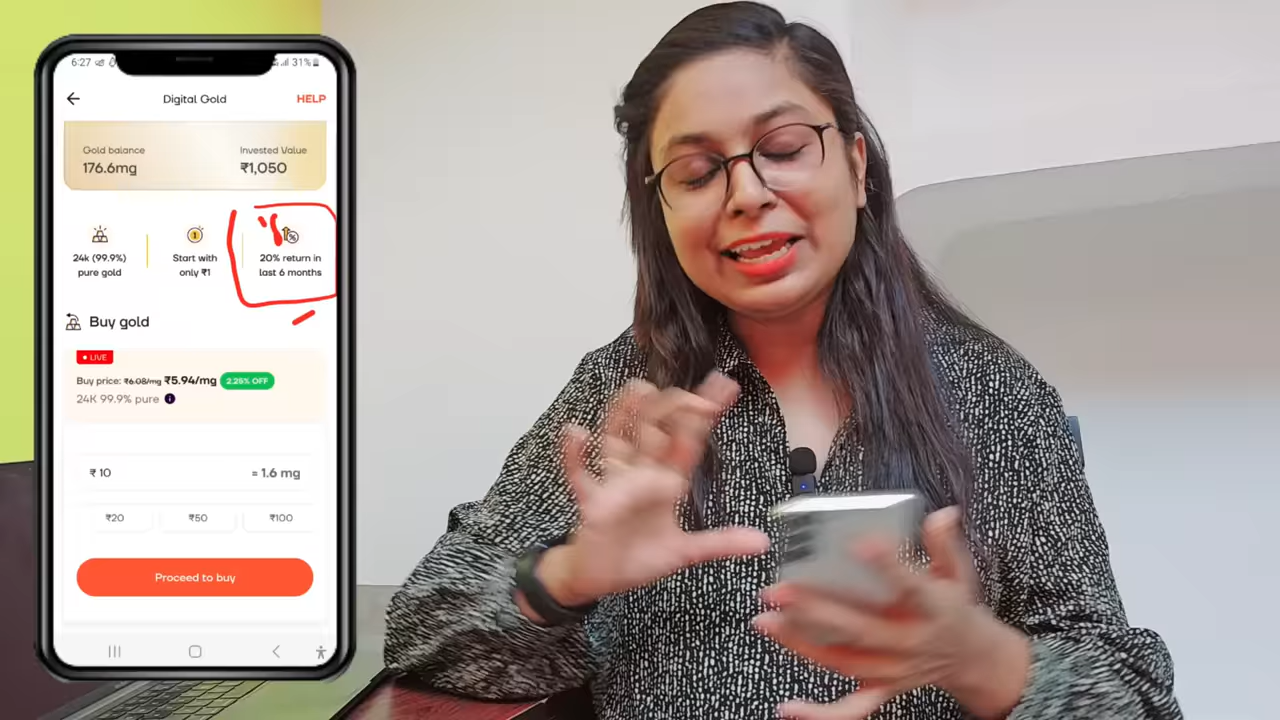 6:27 31%
Digital Gold HELP
Gold balance Invested Value
176.6mg ₹1,050
24k (99.9%) Start with 20% return in
pure gold only ₹1 last 6 months
Buy gold
LIVE
Buy price: ₹6.08/mg ₹5.94/mg 2.25% OFF
24K 99.9% pure
₹ 10 = 1.6 mg
₹20 ₹50 ₹100
Proceed to buy